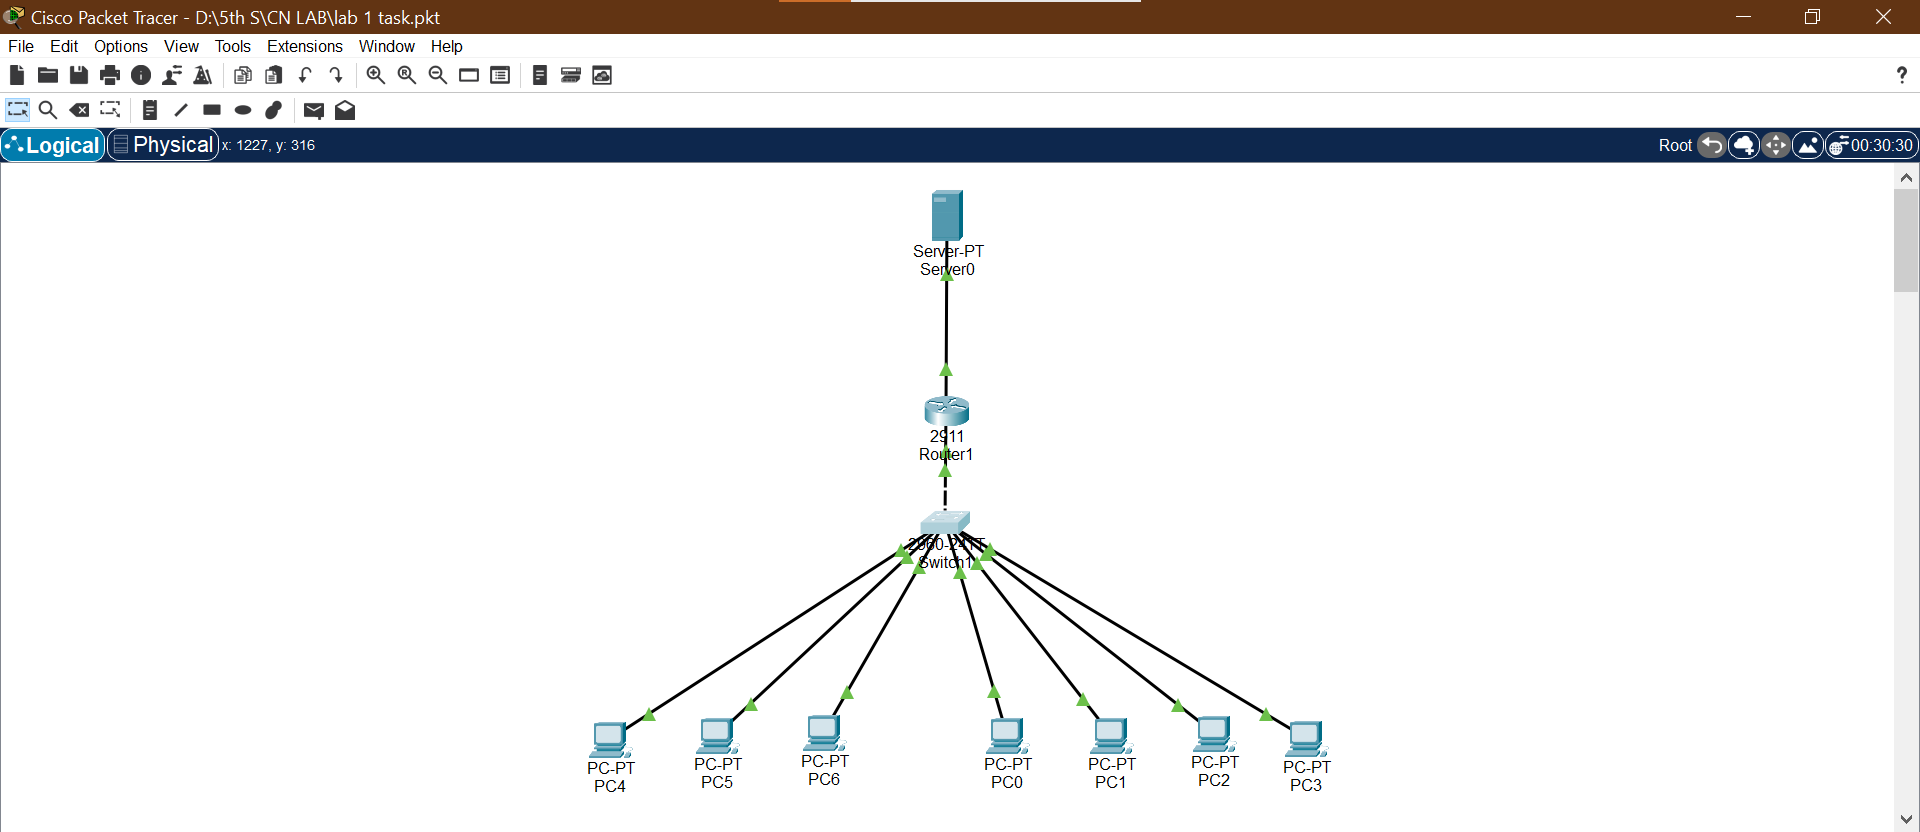 Cisco Packet Tracer - D:\5th S\CN LAB\lab 1 task.pkt
File Edit Options View Tools Extensions Window Help
?
Logical Physical x: 1227, y: 316 Root 00:30:30
Server-PT
Server0
2911
Router1
2960-24TT
Switch1
PC-PT
PC4
PC-PT
PC5
PC-PT
PC6
PC-PT
PC0
PC-PT
PC1
PC-PT
PC2
PC-PT
PC3